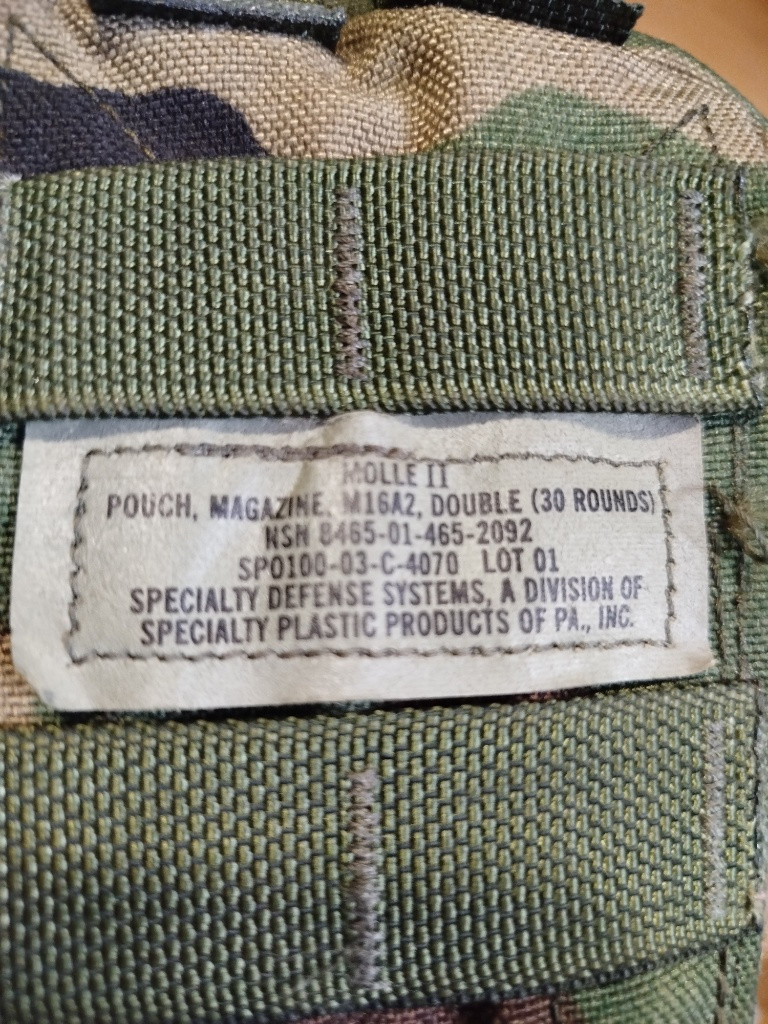 MOLLE II
POUCH, MAGAZINE, M16A2, DOUBLE (30 ROUNDS)
NSN 8465-01-465-2092
SPO100-03-C-4070 LOT 01
SPECIALTY DEFENSE SYSTEMS, A DIVISION OF
SPECIALTY PLASTIC PRODUCTS OF PA., INC.